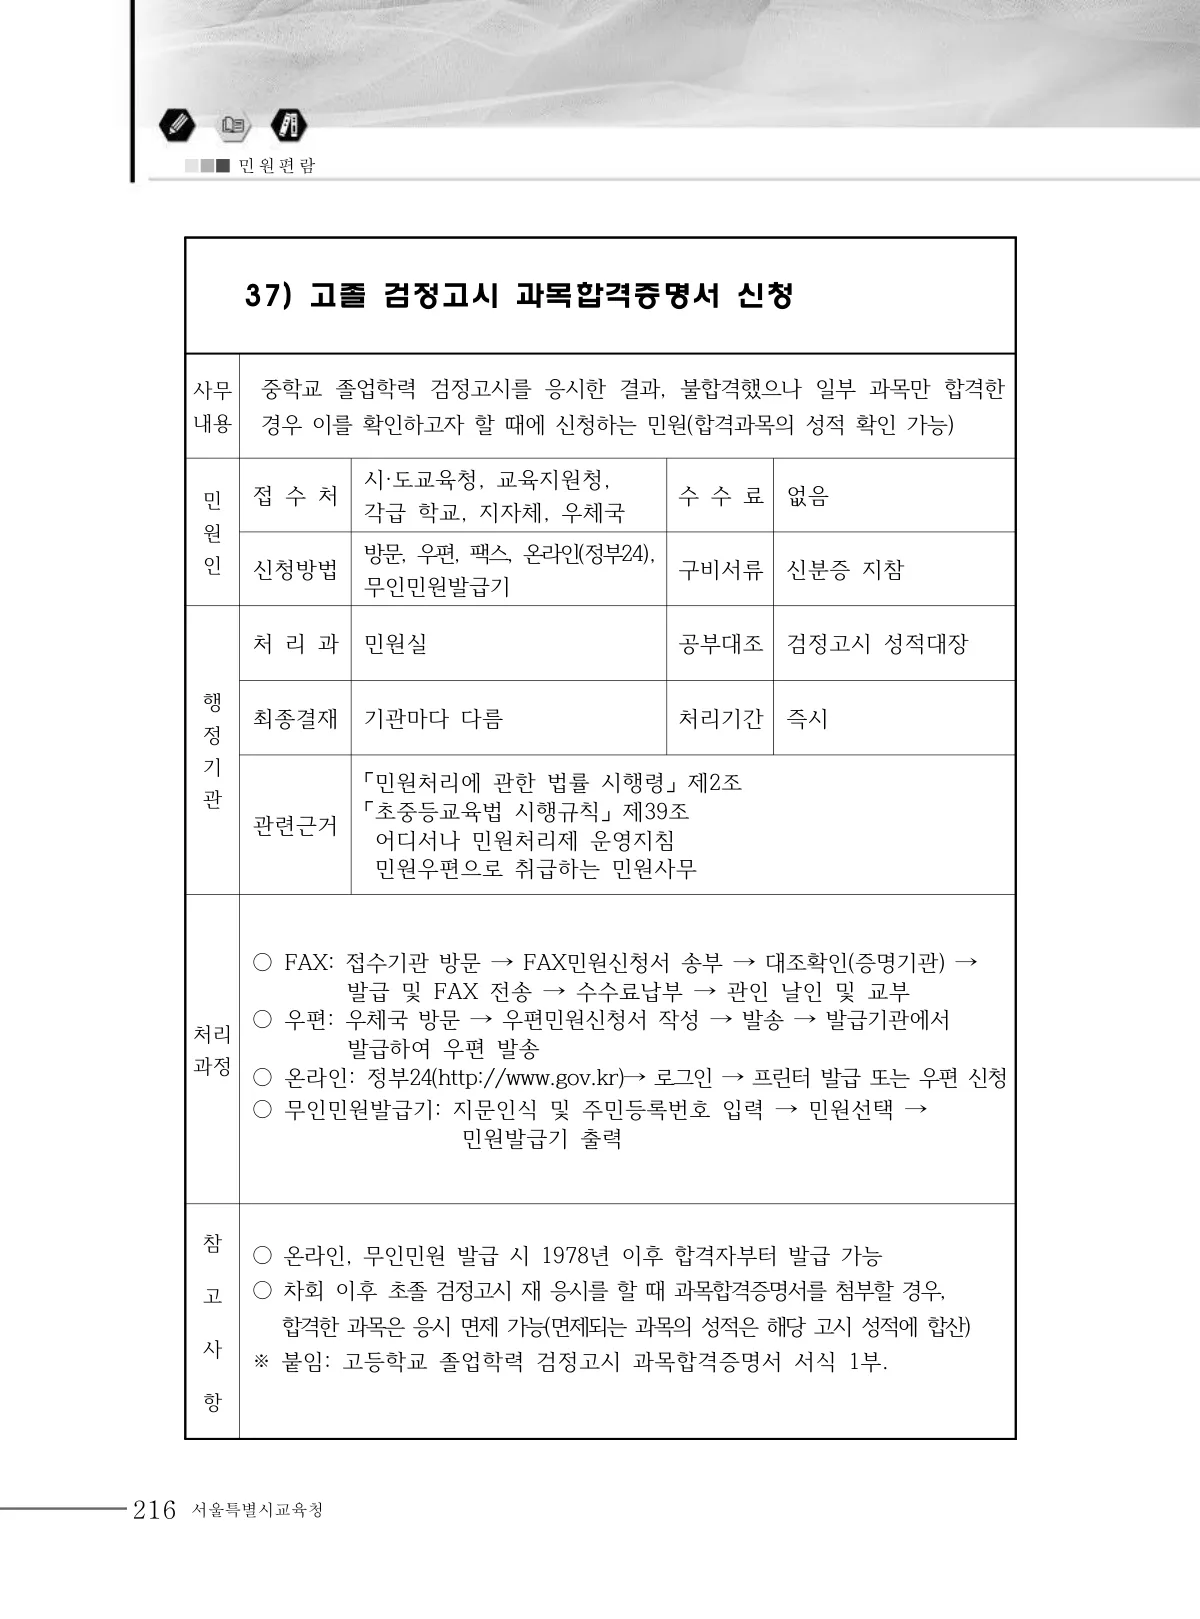 민원편람
37) 고졸 검정고시 과목합격증명서 신청
사무
내용
중학교 졸업학력 검정고시를 응시한 결과, 불합격했으나 일부 과목만 합격한
경우 이를 확인하고자 할 때에 신청하는 민원(합격과목의 성적 확인 가능)
민
원
인
접 수 처
시·도교육청, 교육지원청,
각급 학교, 지자체, 우체국
수 수 료
없음
신청방법
방문, 우편, 팩스, 온라인(정부24),
무인민원발급기
구비서류
신분증 지참
행
정
기
관
처 리 과
민원실
공부대조
검정고시 성적대장
최종결재
기관마다 다름
처리기간
즉시
관련근거
「민원처리에 관한 법률 시행령」 제2조
「초중등교육법 시행규칙」 제39조
어디서나 민원처리제 운영지침
민원우편으로 취급하는 민원사무
처리
과정
○ FAX: 접수기관 방문 → FAX민원신청서 송부 → 대조확인(증명기관) →
발급 및 FAX 전송 → 수수료납부 → 관인 날인 및 교부
○ 우편: 우체국 방문 → 우편민원신청서 작성 → 발송 → 발급기관에서
발급하여 우편 발송
○ 온라인: 정부24(http://www.gov.kr)→ 로그인 → 프린터 발급 또는 우편 신청
○ 무인민원발급기: 지문인식 및 주민등록번호 입력 → 민원선택 →
민원발급기 출력
참
고
사
항
○ 온라인, 무인민원 발급 시 1978년 이후 합격자부터 발급 가능
○ 차회 이후 초졸 검정고시 재 응시를 할 때 과목합격증명서를 첨부할 경우,
합격한 과목은 응시 면제 가능(면제되는 과목의 성적은 해당 고시 성적에 합산)
※ 붙임: 고등학교 졸업학력 검정고시 과목합격증명서 서식 1부.
216 서울특별시교육청